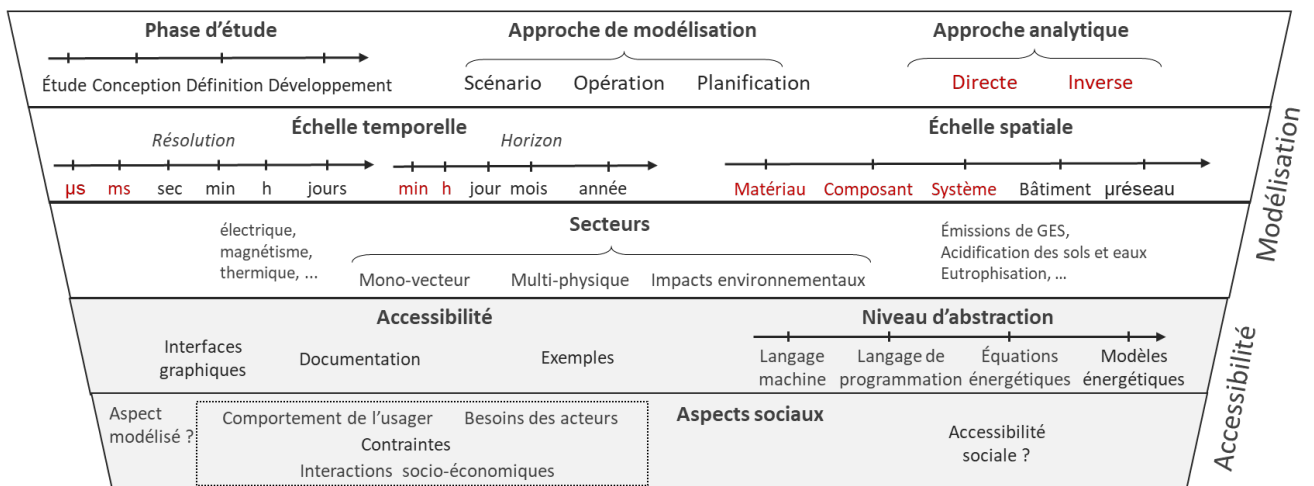 Phase d'étude
Étude Conception Définition Développement
Approche de modélisation
Scénario Opération Planification
Approche analytique
Directe Inverse
Échelle temporelle
Résolution
µs ms sec min h jours
Horizon
min h jour mois année
Échelle spatiale
Matériau Composant Système Bâtiment µréseau
Modélisation
Secteurs
électrique,
magnétisme,
thermique, ...
Mono-vecteur Multi-physique Impacts environnementaux
Émissions de GES,
Acidification des sols et eaux
Eutrophisation, ...
Accessibilité
Interfaces
graphiques
Documentation
Exemples
Niveau d'abstraction
Langage
machine
Langage de
programmation
Équations
énergétiques
Modèles
énergétiques
Accessibilité
Aspect
modélisé ?
Comportement de l'usager Besoins des acteurs
Contraintes
Interactions socio-économiques
Aspects sociaux
Accessibilité
sociale ?